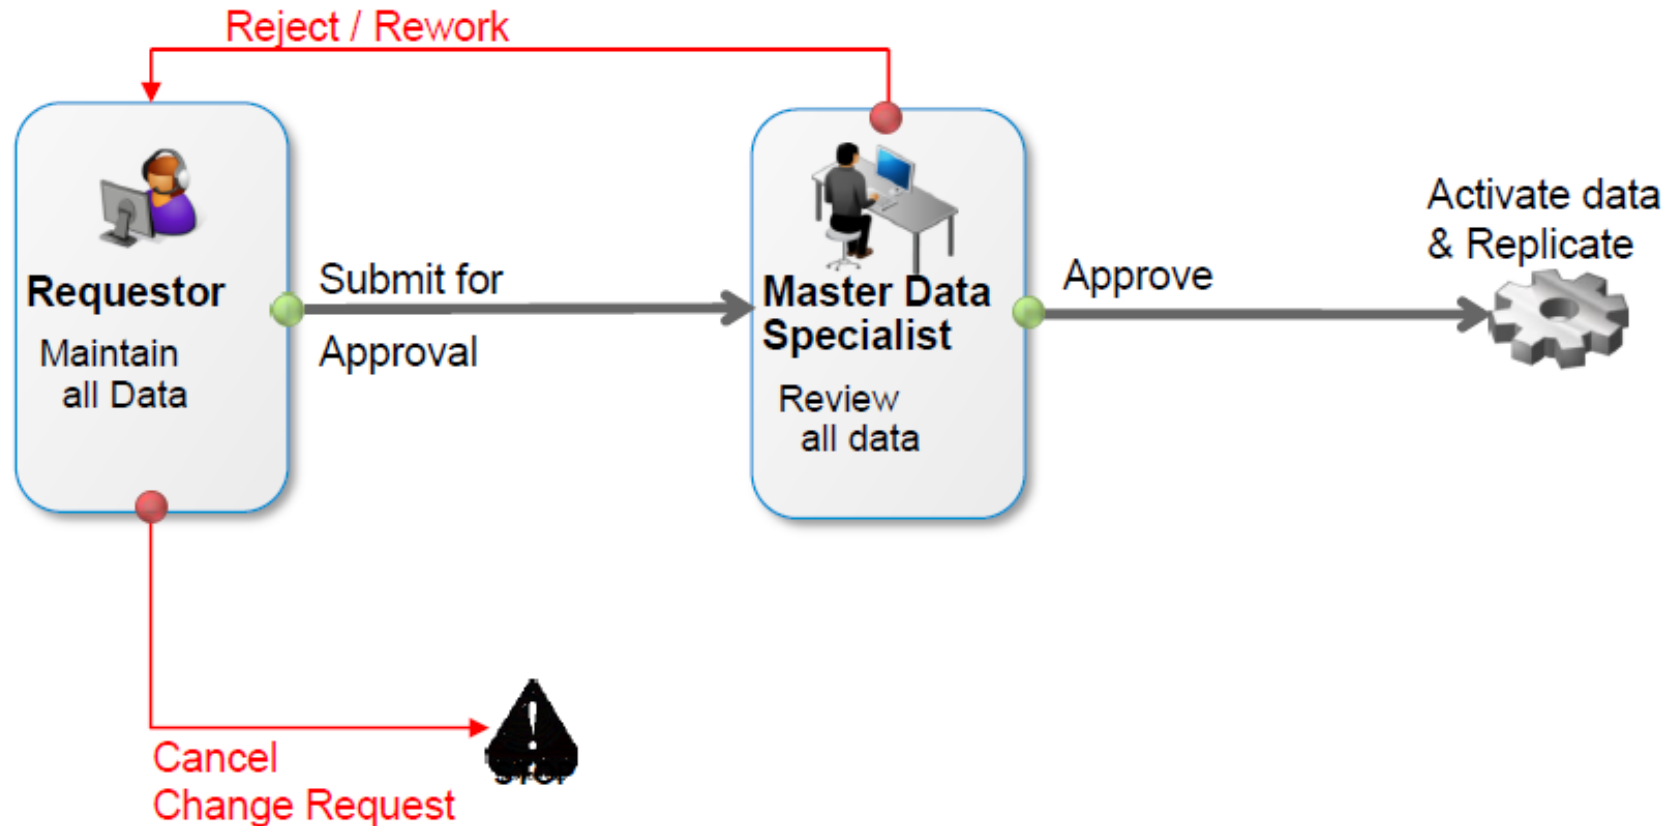 Reject / Rework
Requestor
Maintain
all Data
Submit for
Approval
Master Data
Specialist
Review
all data
Approve
Activate data
& Replicate
Cancel
Change Request